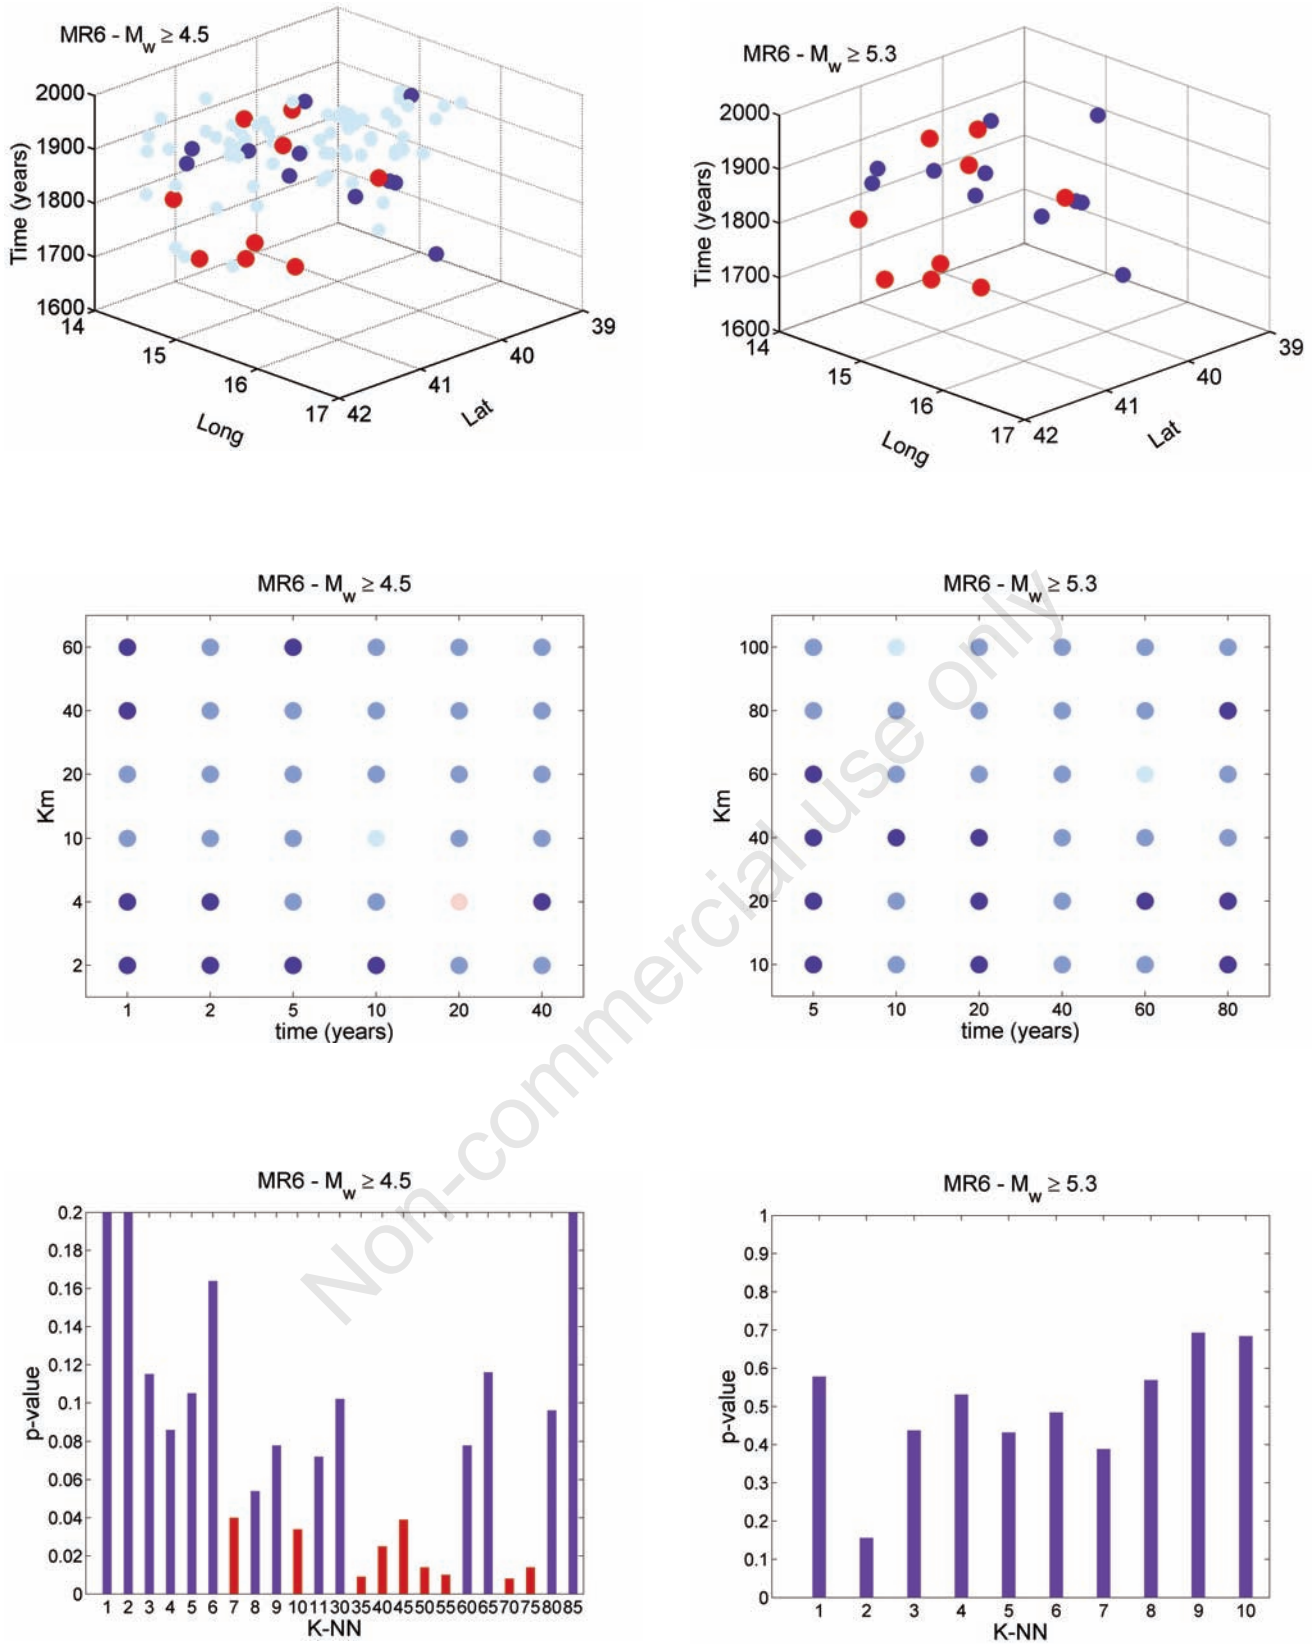 MR6 - Mw ≥ 4.5
2000
1900
1800
1700
1600
Time (years)
14
15
16
17
Long
42
41
40
39
Lat
MR6 - Mw ≥ 5.3
2000
1900
1800
1700
1600
Time (years)
14
15
16
17
Long
42
41
40
39
Lat
MR6 - Mw ≥ 4.5
60
40
20
10
4
2
Km
1 2 5 10 20 40
time (years)
MR6 - Mw ≥ 5.3
100
80
60
40
20
10
Km
5 10 20 40 60 80
time (years)
Non-commercial use only
MR6 - Mw ≥ 4.5
0.2
0.18
0.16
0.14
0.12
0.1
0.08
0.06
0.04
0.02
0
p-value
1 2 3 4 5 6 7 8 9 10 11 30 35 40 45 50 55 60 65 70 75 80 85
K-NN
MR6 - Mw ≥ 5.3
1
0.9
0.8
0.7
0.6
0.5
0.4
0.3
0.2
0.1
0
p-value
1 2 3 4 5 6 7 8 9 10
K-NN